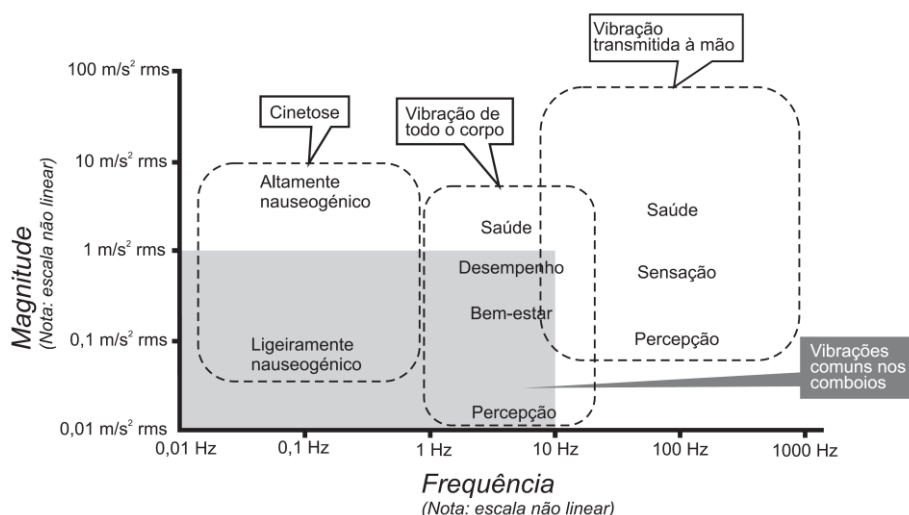 Vibração
transmitida à mão
100 m/s² rms
Cinetose
Vibração de
todo o corpo
10 m/s² rms
Altamente
nauseogénico
Saúde
Saúde
1 m/s² rms
Desempenho
Sensação
Bem-estar
0,1 m/s² rms
Ligeiramente
nauseogénico
Percepção
Vibrações
comuns nos
comboios
Percepção
0,01 m/s² rms
Magnitude
(Nota: escala não linear)
0,01 Hz
0,1 Hz
1 Hz
10 Hz
100 Hz
1000 Hz
Frequência
(Nota: escala não linear)